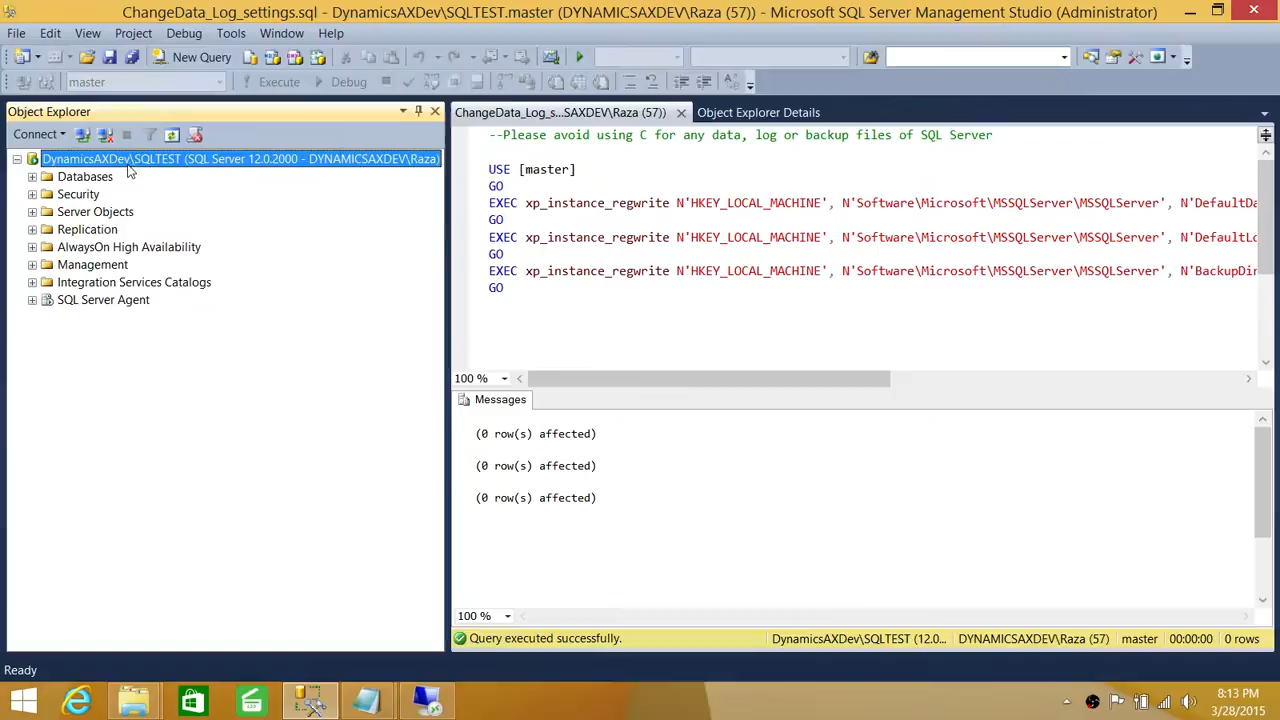 ChangeData_Log_settings.sql - DynamicsAXDev\SQLTEST.master (DYNAMICSAXDEV\Raza (57)) - Microsoft SQL Server Management Studio (Administrator)
File Edit View Project Debug Tools Window Help
New Query
master Execute Debug
Object Explorer
Connect
DynamicsAXDev\SQLTEST (SQL Server 12.0.2000 - DYNAMICSAXDEV\Raza)
Databases
Security
Server Objects
Replication
AlwaysOn High Availability
Management
Integration Services Catalogs
SQL Server Agent
ChangeData_Log_s...SAXDEV\Raza (57)) Object Explorer Details
--Please avoid using C for any data, log or backup files of SQL Server
USE [master]
GO
EXEC xp_instance_regwrite N'HKEY_LOCAL_MACHINE', N'Software\Microsoft\MSSQLServer\MSSQLServer', N'DefaultDa
GO
EXEC xp_instance_regwrite N'HKEY_LOCAL_MACHINE', N'Software\Microsoft\MSSQLServer\MSSQLServer', N'DefaultLo
GO
EXEC xp_instance_regwrite N'HKEY_LOCAL_MACHINE', N'Software\Microsoft\MSSQLServer\MSSQLServer', N'BackupDir
GO
100 %
Messages
(0 row(s) affected)
(0 row(s) affected)
(0 row(s) affected)
100 %
Query executed successfully. DynamicsAXDev\SQLTEST (12.0... DYNAMICSAXDEV\Raza (57) master 00:00:00 0 rows
Ready
8:13 PM
3/28/2015